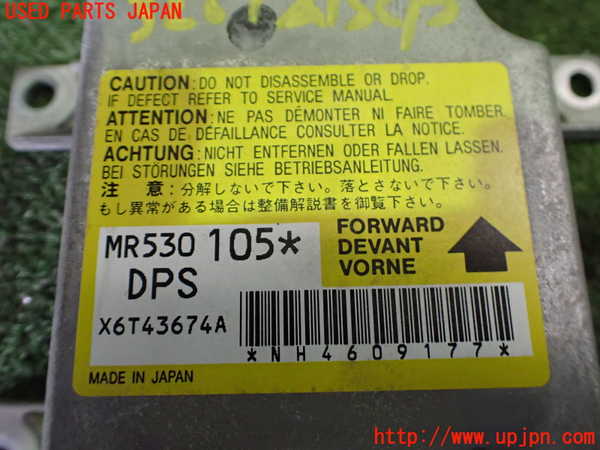 USED PARTS JAPAN
CAUTION:DO NOT DISASSEMBLE OR DROP.
IF DEFECT REFER TO SERVICE MANUAL.
ATTENTION:NE PAS DÉMONTER NI FAIRE TOMBER.
EN CAS DE DÉFAILLANCE CONSULTER LA NOTICE.
ACHTUNG:NICHT ENTFERNEN ODER FALLEN LASSEN.
BEI STÖRUNGEN SIEHE BETRIEBSANLEITUNG.
注 意:分解しないで下さい。落とさないで下さい。
もし異常がある場合は整備解説書を御覧下さい。
MR530 105*
DPS
X6T43674A
FORWARD
DEVANT
VORNE
*NH4609177*
MADE IN JAPAN
http://www.upjpn.com/